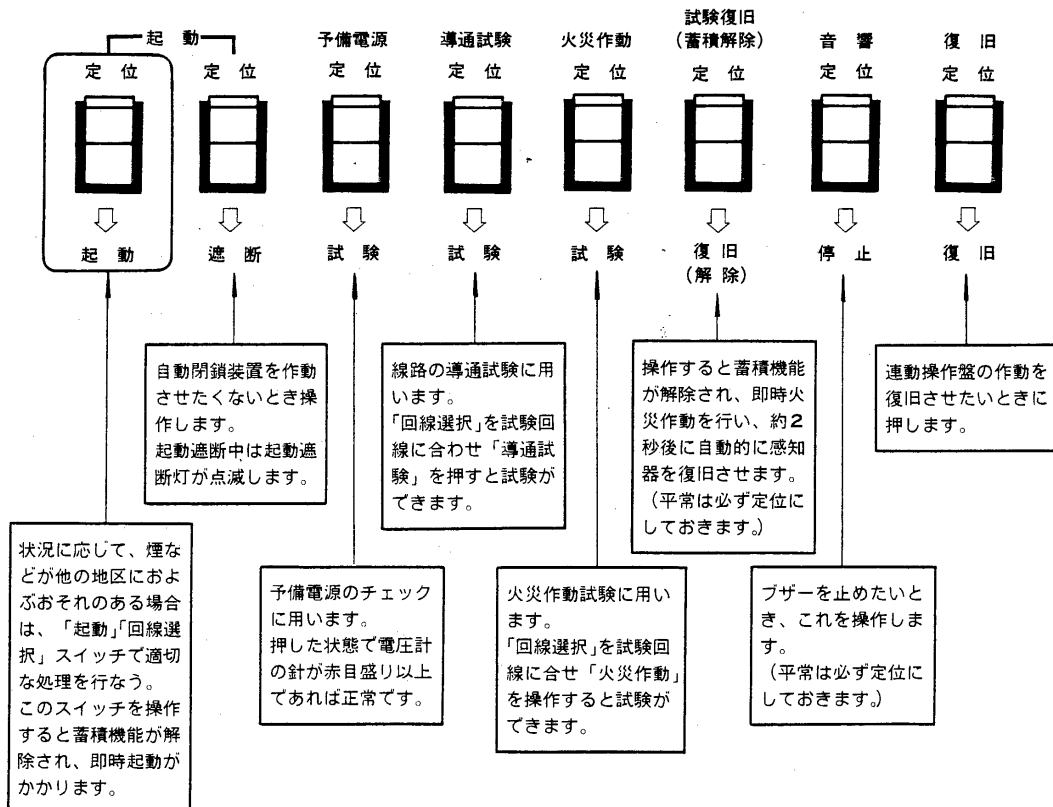 起動
予備電源
導通試験
火災作動
試験復旧
(蓄積解除)
音響
復旧
定位
定位
定位
定位
定位
定位
定位
定位
起動
遮断
試験
試験
試験
復旧
(解除)
停止
復旧
自動閉鎖装置を作動
させたくないとき操
作します。
起動遮断中は起動遮
断灯が点滅します。
線路の導通試験に用
います。
「回線選択」を試験回
線に合わせ「導通試
験」を押すと試験が
できます。
操作すると蓄積機能
が解除され、即時火
災作動を行い、約2
秒後に自動的に感知
器を復旧させます。
(平常は必ず定位に
しておきます。)
連動操作盤の作動を
復旧させたいときに
押します。
状況に応じて、煙な
どが他の地区におよ
ぶおそれのある場合
は、「起動」「回線選
択」スイッチで適切
な処理を行なう。
このスイッチを操作
すると蓄積機能が解
除され、即時起動が
かかります。
予備電源のチェック
に用います。
押した状態で電圧計
の針が赤目盛り以上
であれば正常です。
火災作動試験に用い
ます。
「回線選択」を試験回
線に合せ「火災作動」
を操作すると試験が
できます。
ブザーを止めたいと
き、これを操作しま
す。
(平常は必ず定位に
しておきます。)